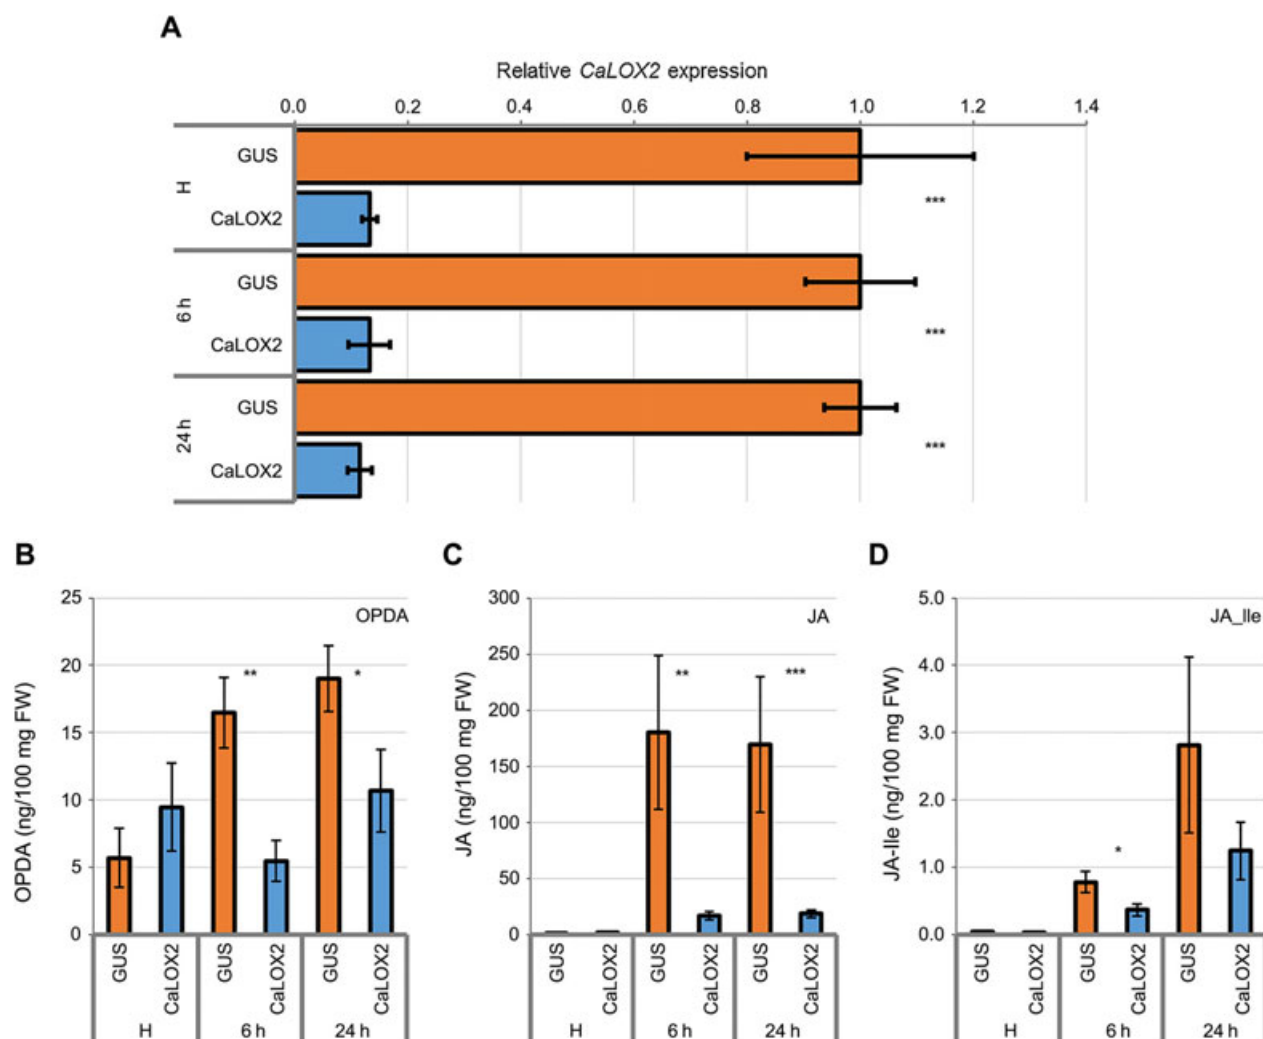 A
Relative CaLOX2 expression
0.0 0.2 0.4 0.6 0.8 1.0 1.2 1.4
H
GUS
***
CaLOX2
6 h
GUS
***
CaLOX2
24 h
GUS
***
CaLOX2
B
OPDA
OPDA (ng/100 mg FW)
25
20
15
10
5
0
** *
GUS CaLOX2 GUS CaLOX2 GUS CaLOX2
H 6 h 24 h
C
JA
JA (ng/100 mg FW)
300
250
200
150
100
50
0
** ***
GUS CaLOX2 GUS CaLOX2 GUS CaLOX2
H 6 h 24 h
D
JA_Ile
JA-Ile (ng/100 mg FW)
5.0
4.0
3.0
2.0
1.0
0.0
*
GUS CaLOX2 GUS CaLOX2 GUS CaLOX2
H 6 h 24 h